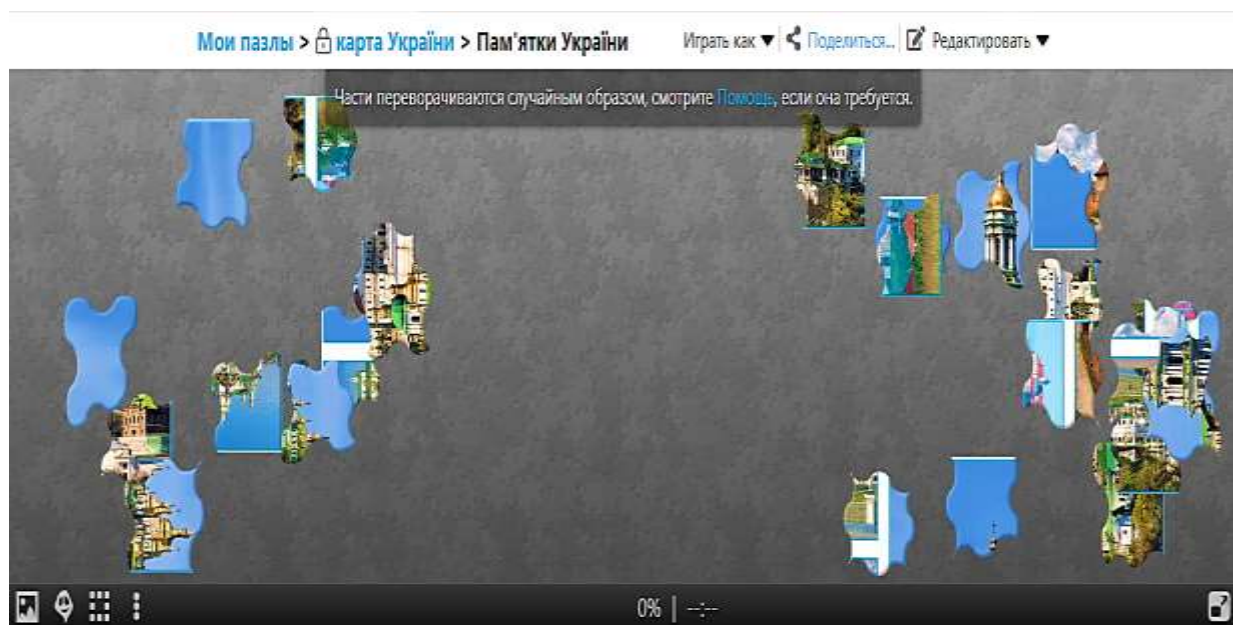 Мои пазлы > карта України > Пам'ятки України Играть как ▼ Поделиться... Редактировать ▼
Части переворачиваются случайным образом, смотрите Помощь, если она требуется.
0% | --:--